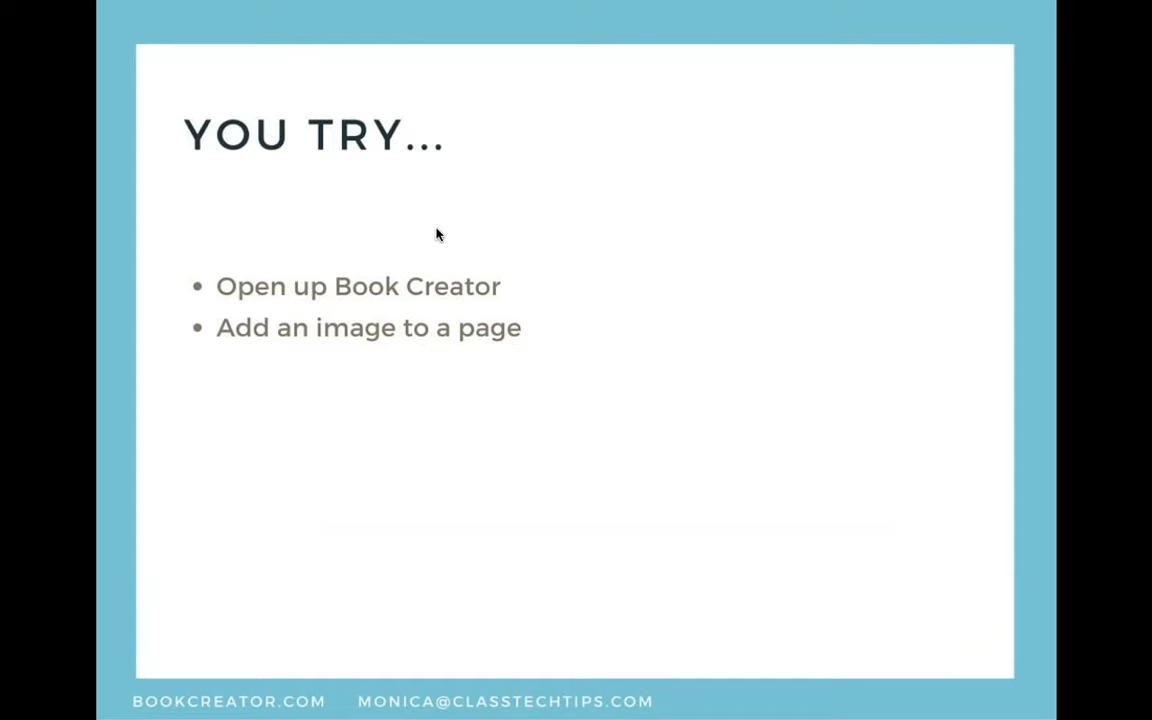 YOU TRY...
• Open up Book Creator
• Add an image to a page
BOOKCREATOR.COM MONICA@CLASSTECHTIPS.COM